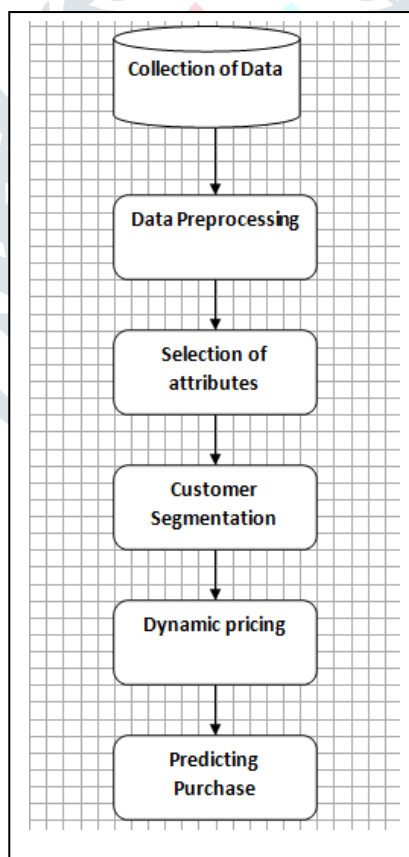 Collection of Data
Data Preprocessing
Selection of
attributes
Customer
Segmentation
Dynamic pricing
Predicting
Purchase